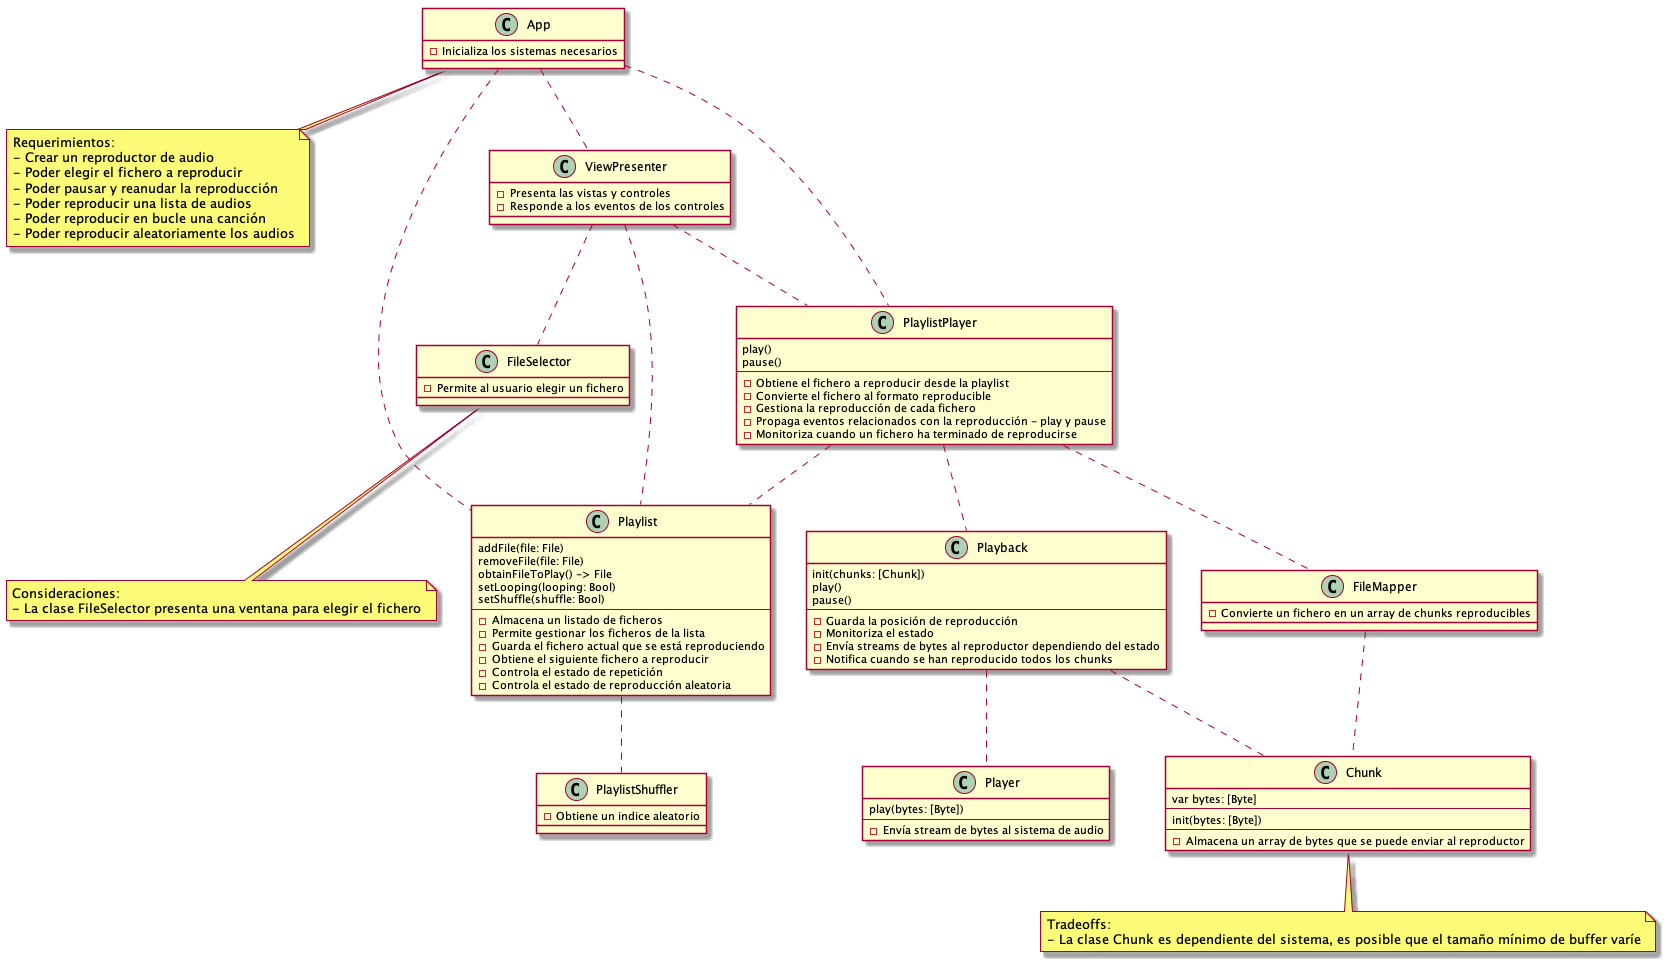 C App
Inicializa los sistemas necesarios
Requerimientos:
- Crear un reproductor de audio
- Poder elegir el fichero a reproducir
- Poder pausar y reanudar la reproducción
- Poder reproducir una lista de audios
- Poder reproducir en bucle una canción
- Poder reproducir aleatoriamente los audios
C ViewPresenter
Presenta las vistas y controles
Responde a los eventos de los controles
C PlaylistPlayer
play()
pause()
Obtiene el fichero a reproducir desde la playlist
Convierte el fichero al formato reproducible
Gestiona la reproducción de cada fichero
Propaga eventos relacionados con la reproducción - play y pause
Monitoriza cuando un fichero ha terminado de reproducirse
C FileSelector
Permite al usuario elegir un fichero
Consideraciones:
- La clase FileSelector presenta una ventana para elegir el fichero
C Playlist
addFile(file: File)
removeFile(file: File)
obtainFileToPlay() -> File
setLooping(looping: Bool)
setShuffle(shuffle: Bool)
Almacena un listado de ficheros
Permite gestionar los ficheros de la lista
Guarda el fichero actual que se está reproduciendo
Obtiene el siguiente fichero a reproducir
Controla el estado de repetición
Controla el estado de reproducción aleatoria
C Playback
init(chunks: [Chunk])
play()
pause()
Guarda la posición de reproducción
Monitoriza el estado
Envía streams de bytes al reproductor dependiendo del estado
Notifica cuando se han reproducido todos los chunks
C FileMapper
Convierte un fichero en un array de chunks reproducibles
C PlaylistShuffler
Obtiene un indice aleatorio
C Player
play(bytes: [Byte])
Envía stream de bytes al sistema de audio
C Chunk
var bytes: [Byte]
init(bytes: [Byte])
Almacena un array de bytes que se puede enviar al reproductor
Tradeoffs:
- La clase Chunk es dependiente del sistema, es posible que el tamaño mínimo de buffer varíe